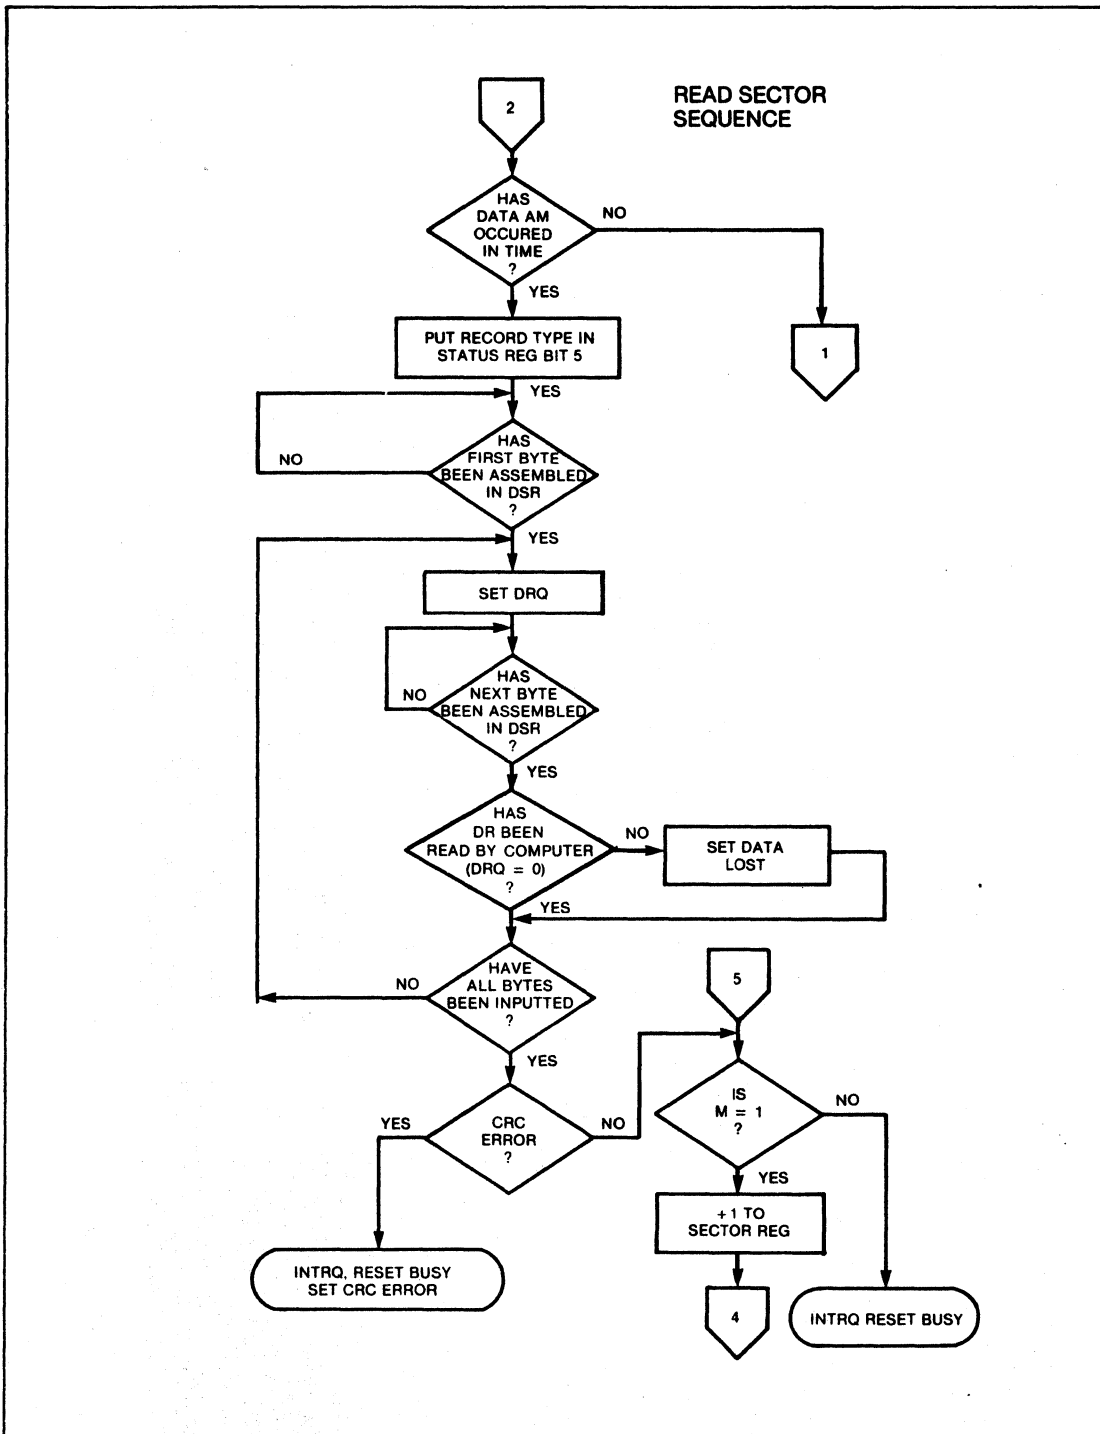 READ SECTOR
SEQUENCE
2
HAS
DATA AM
OCCURED
IN TIME
?
NO
YES
1
PUT RECORD TYPE IN
STATUS REG BIT 5
YES
HAS
FIRST BYTE
BEEN ASSEMBLED
IN DSR
?
NO
YES
SET DRQ
HAS
NEXT BYTE
BEEN ASSEMBLED
IN DSR
?
NO
YES
HAS
DR BEEN
READ BY COMPUTER
(DRQ = 0)
?
NO
SET DATA
LOST
YES
HAVE
ALL BYTES
BEEN INPUTTED
?
NO
YES
5
CRC
ERROR
?
YES
NO
IS
M = 1
?
NO
YES
+1 TO
SECTOR REG
INTRQ, RESET BUSY
SET CRC ERROR
4
INTRQ RESET BUSY